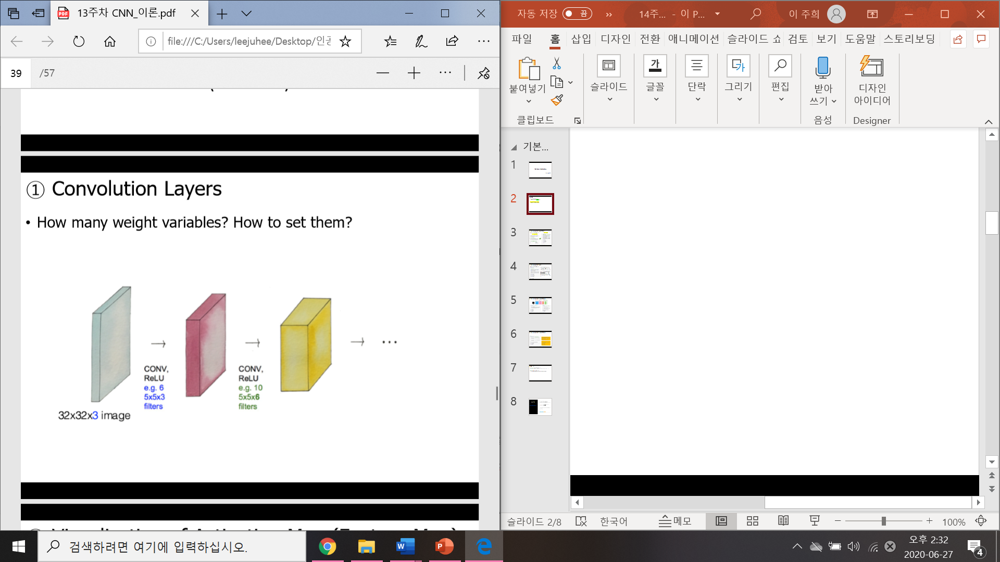 13주차 CNN_이론.pdf
file:///C:/Users/leejuhee/Desktop/인공
39 /57
① Convolution Layers
• How many weight variables? How to set them?
CONV,
ReLU
e.g. 6
5x5x3
filters
CONV,
ReLU
e.g. 10
5x5x6
filters
...
32x32x3 image
자동 저장 끔
14주... - 이 P...
이 주희
파일 홈 삽입 디자인 전환 애니메이션 슬라이드 쇼 검토 보기 도움말 스토리보딩
붙여넣기
클립보드
슬라이드
가
글꼴
단락
가
그리기
편집
받아
쓰기
음성
디자인
아이디어
Designer
기본...
1
2
3
4
5
6
7
8
슬라이드 2/8 한국어 메모 100%
검색하려면 여기에 입력하십시오.
오후 2:32
2020-06-27
4